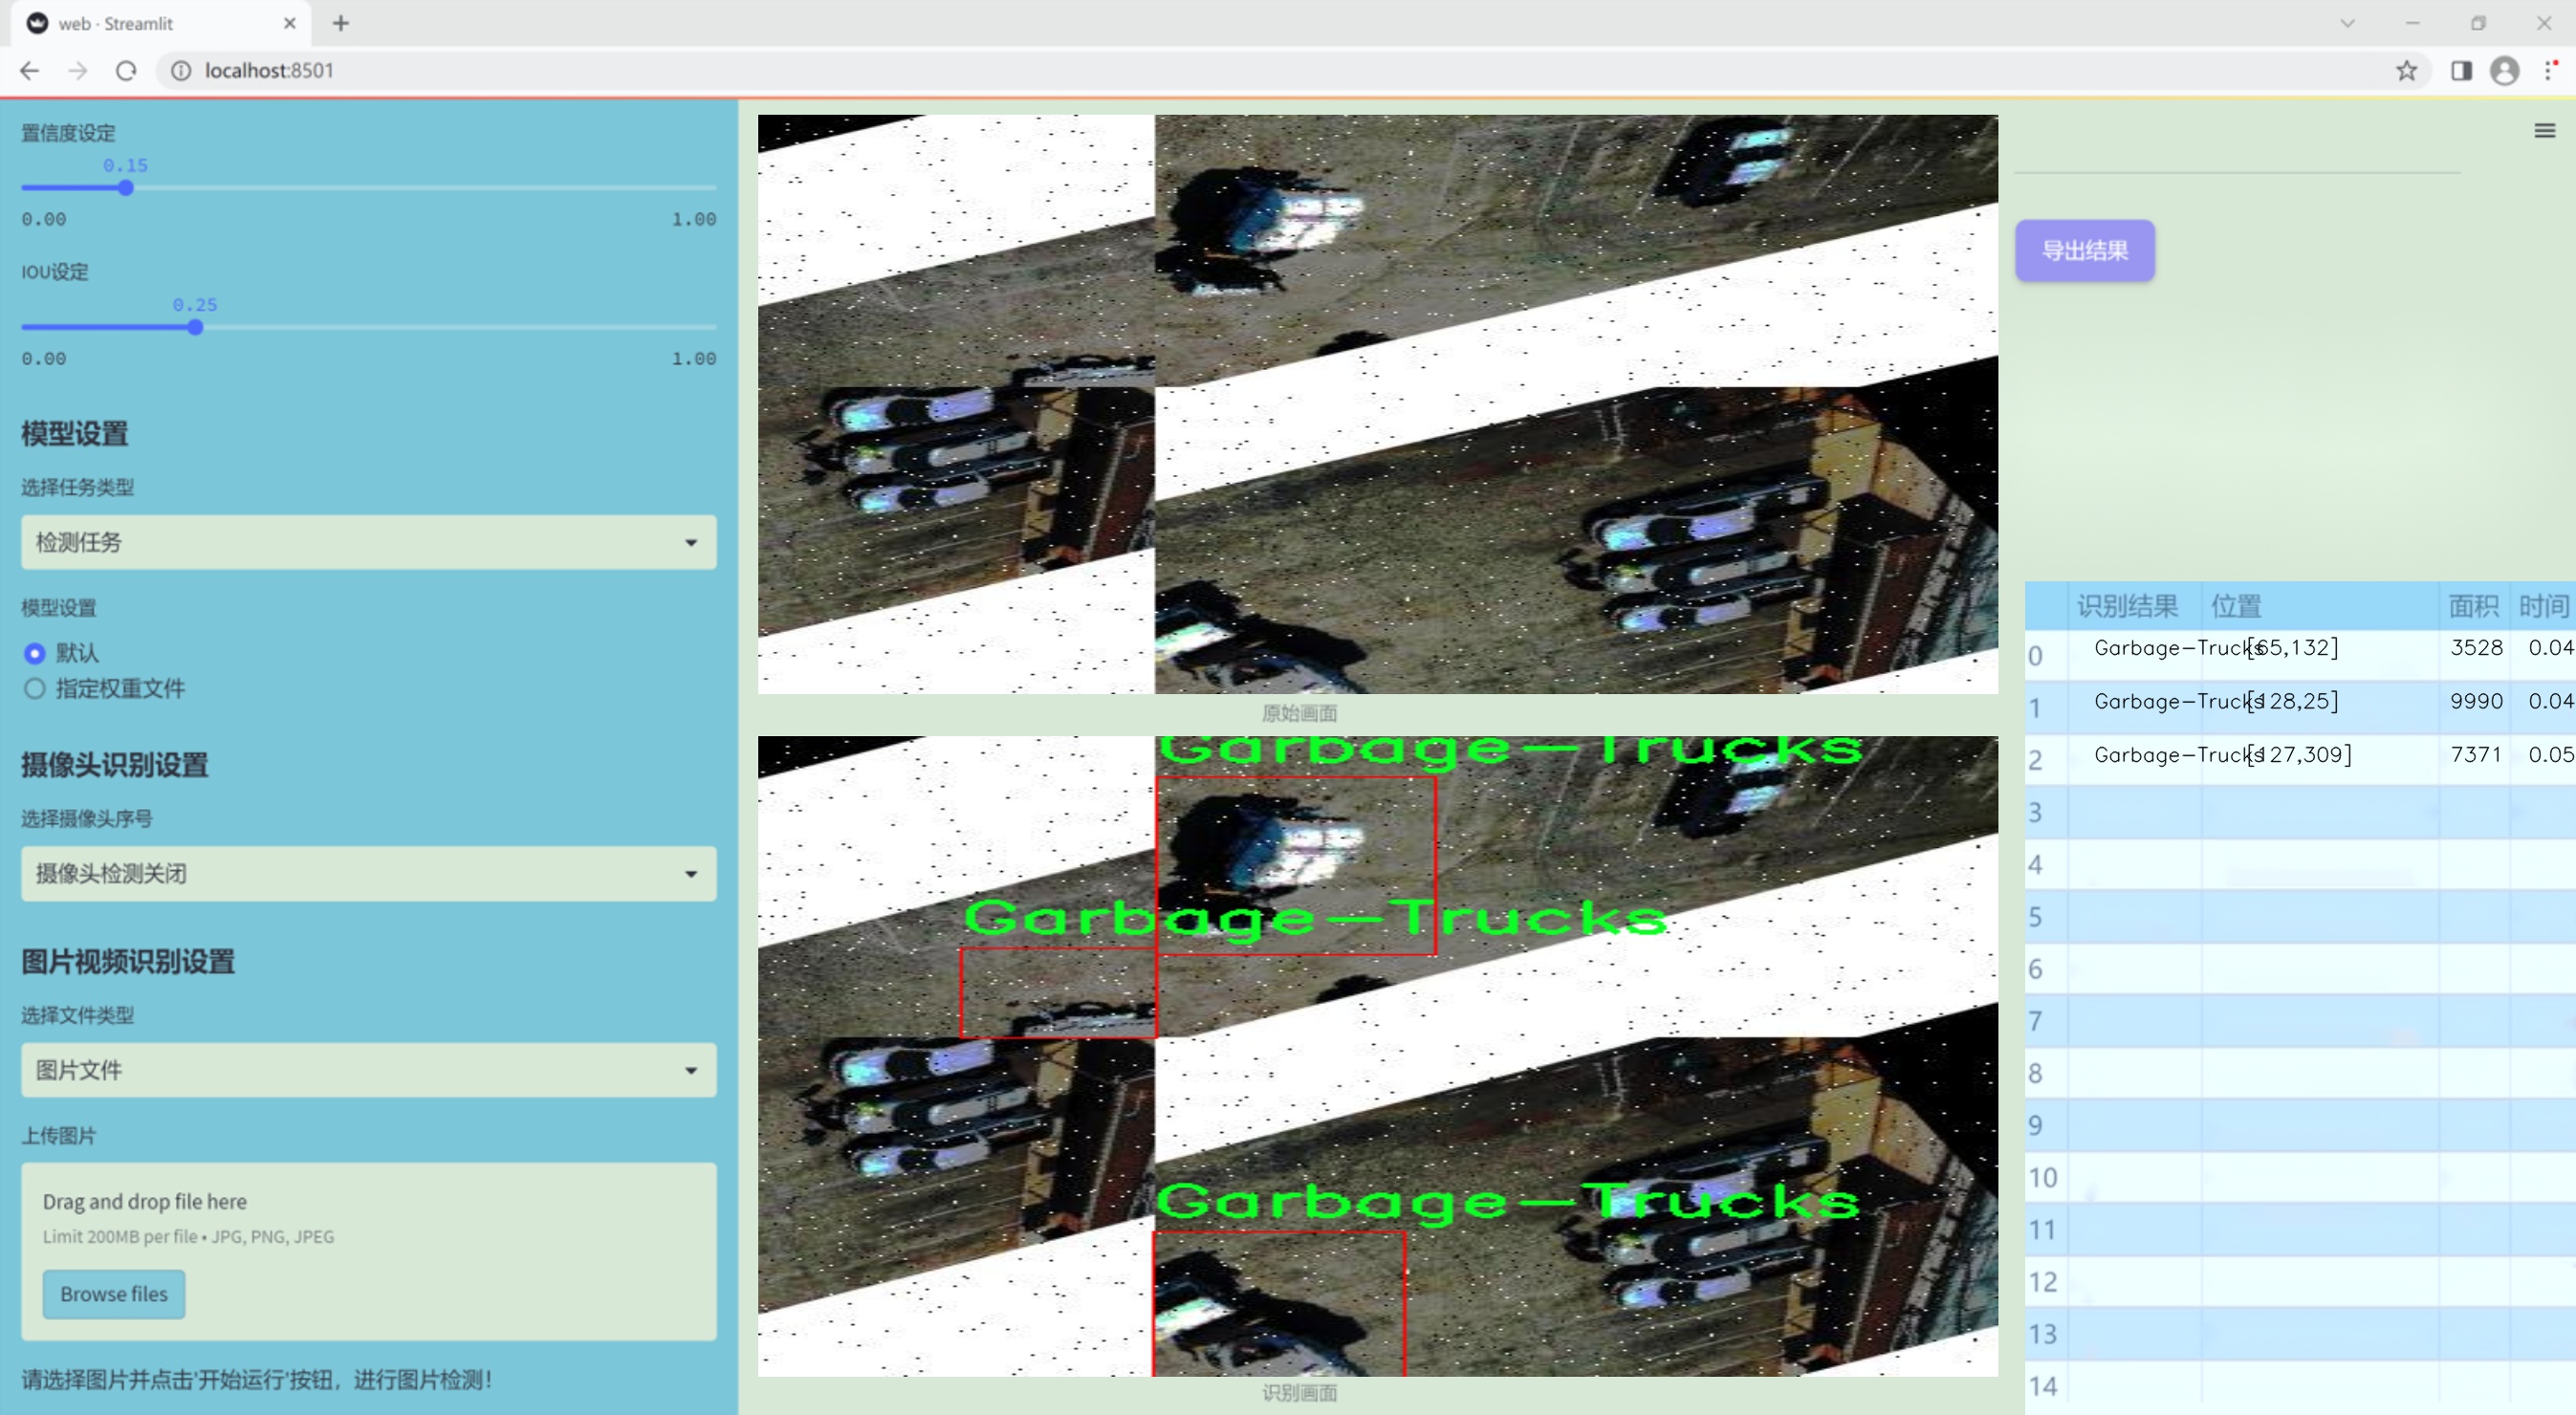 web · Streamlit
localhost:8501
置信度设定
0.15
0.00 1.00
IOU设定
0.25
0.00 1.00
模型设置
选择任务类型
检测任务
模型设置
默认
指定权重文件
摄像头识别设置
选择摄像头序号
摄像头检测关闭
图片视频识别设置
选择文件类型
图片文件
上传图片
Drag and drop file here
Limit 200MB per file • JPG, PNG, JPEG
Browse files
请选择图片并点击'开始运行'按钮，进行图片检测！
原始画面
Garbage-Trucks
Garbage-Trucks
Garbage-Trucks
识别画面
导出结果
识别结果 位置 面积 时间
0 Garbage-Trucks [65,132] 3528 0.04
1 Garbage-Trucks [128,25] 9990 0.04
2 Garbage-Trucks [127,309] 7371 0.05
3
4
5
6
7
8
9
10
11
12
13
14